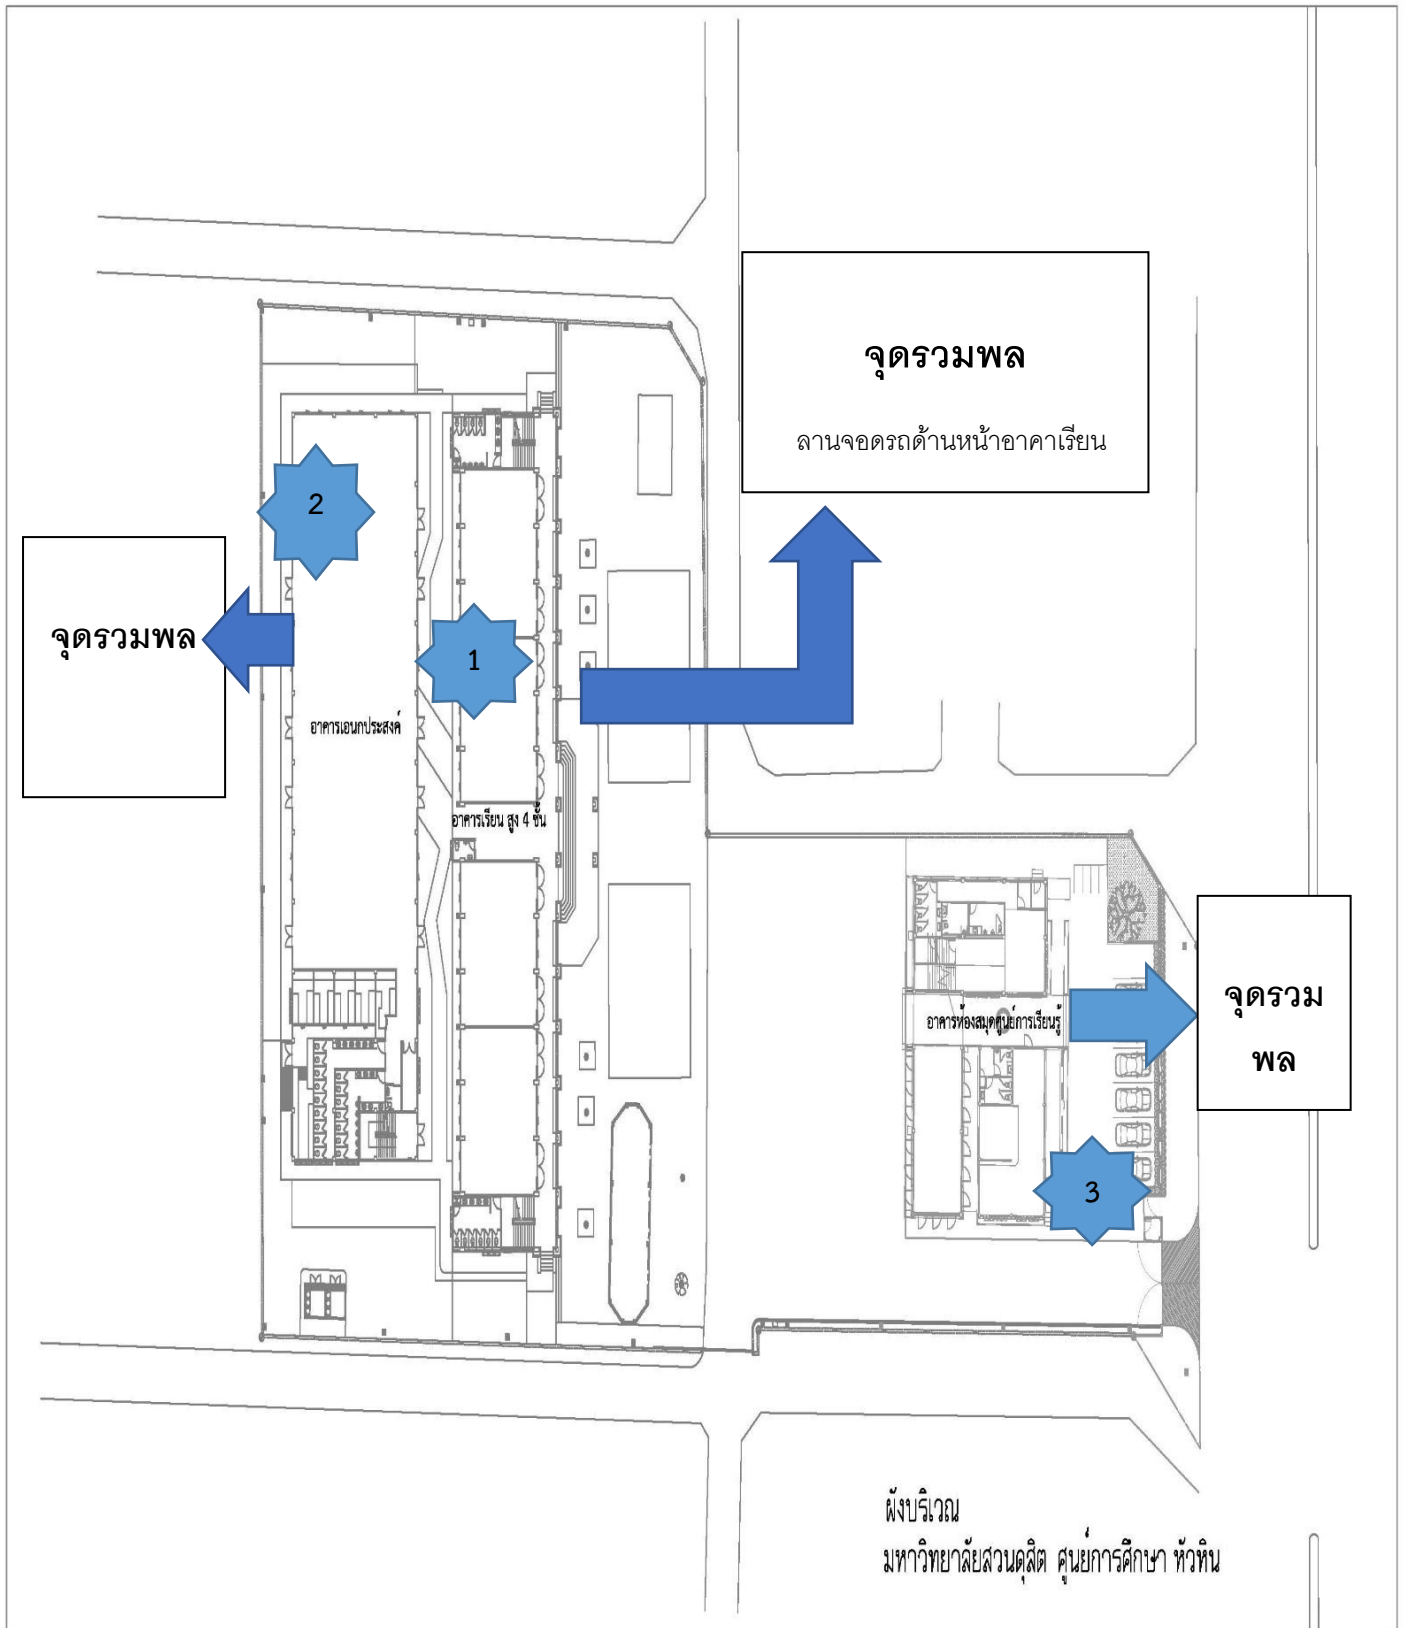 จุดรวมพล
ลานจอดรถด้านหน้าอาคาเรียน
2
จุดรวมพล
1
อาคารเอนกประสงค์
อาคารเรียน สูง 4 ชั้น
อาคารห้องสมุดศูนย์การเรียนรู้
จุดรวม
พล
3
ผังบริเวณ
มหาวิทยาลัยสวนดุสิต ศูนย์การศึกษา หัวหิน